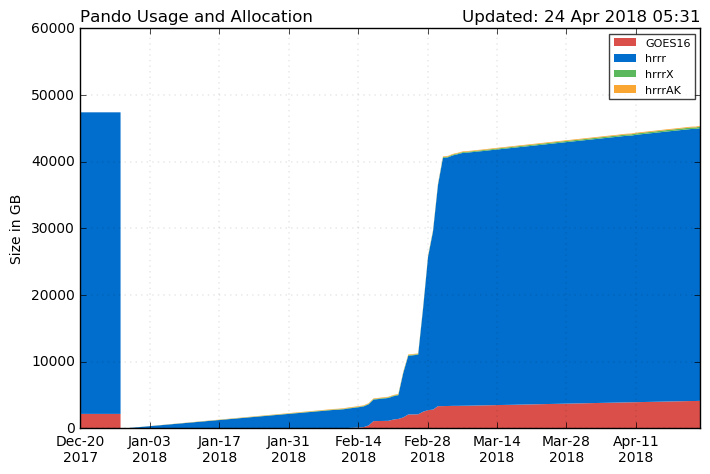 Pando Usage and Allocation Updated: 24 Apr 2018 05:31
60000
50000
40000
30000
20000
10000
0
Size in GB
GOES16
hrrr
hrrrX
hrrrAK
Dec-20 Jan-03 Jan-17 Jan-31 Feb-14 Feb-28 Mar-14 Mar-28 Apr-11
2017 2018 2018 2018 2018 2018 2018 2018 2018